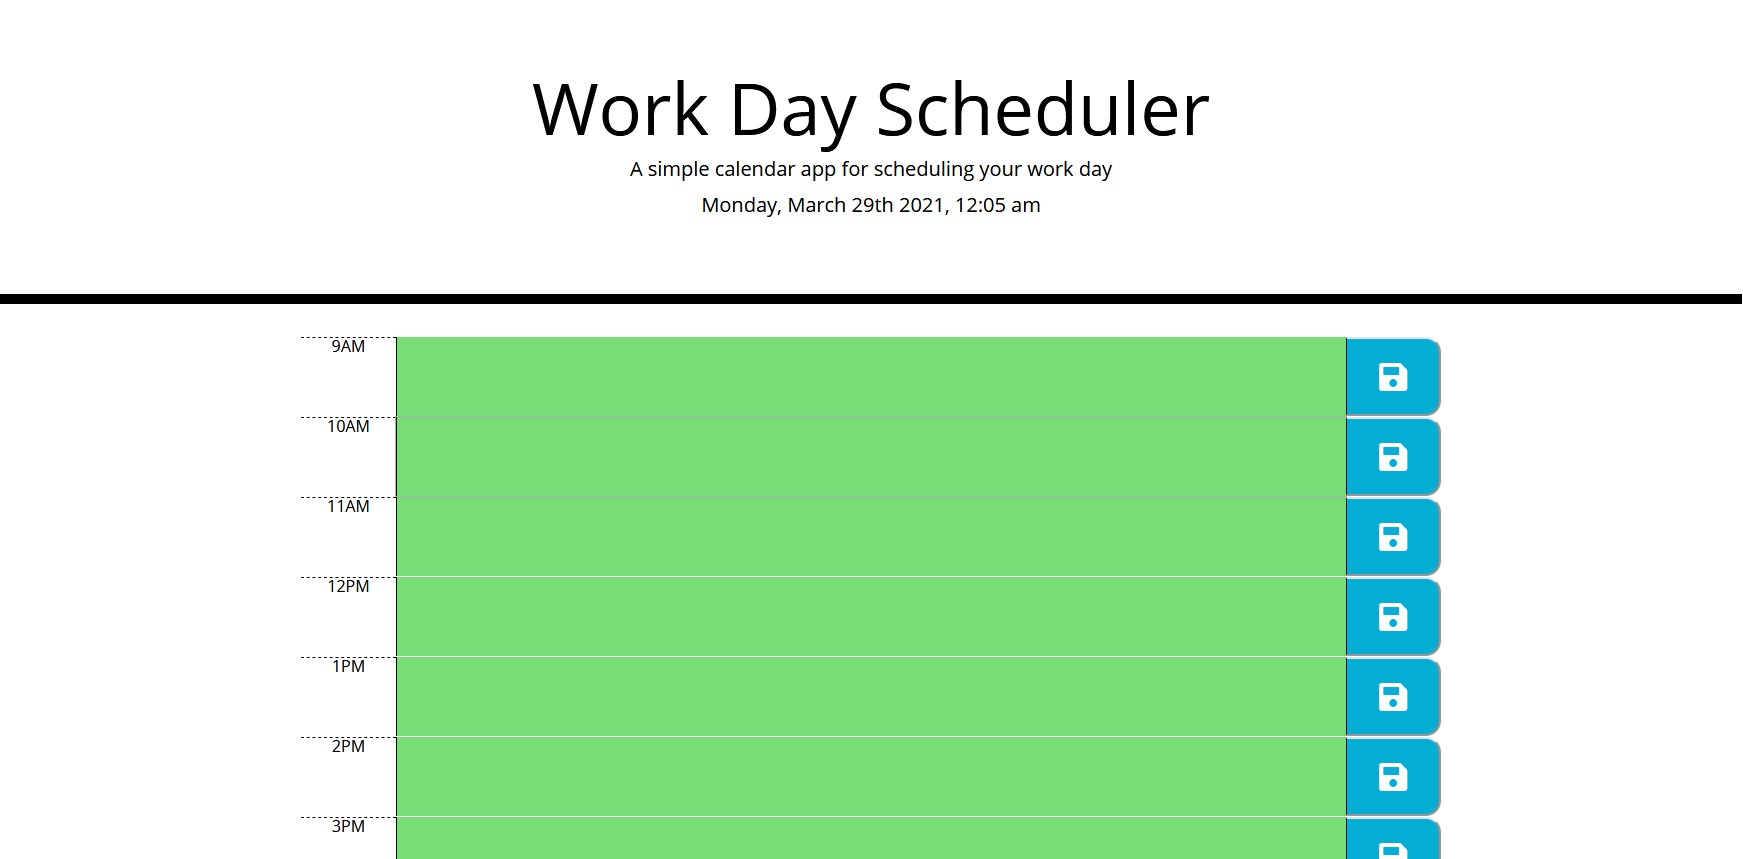 Work Day Scheduler
A simple calendar app for scheduling your work day
Monday, March 29th 2021, 12:05 am
9AM
10AM
11AM
12PM
1PM
2PM
3PM